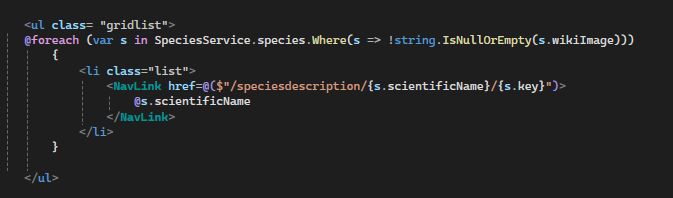 <ul class= "gridlist">
@foreach (var s in SpeciesService.species.Where(s => !string.IsNullOrEmpty(s.wikiImage)))
{
<li class="list">
<NavLink href=@($"/speciesdescription/{s.scientificName}/{s.key}")>
@s.scientificName
</NavLink>
</li>
}
</ul>